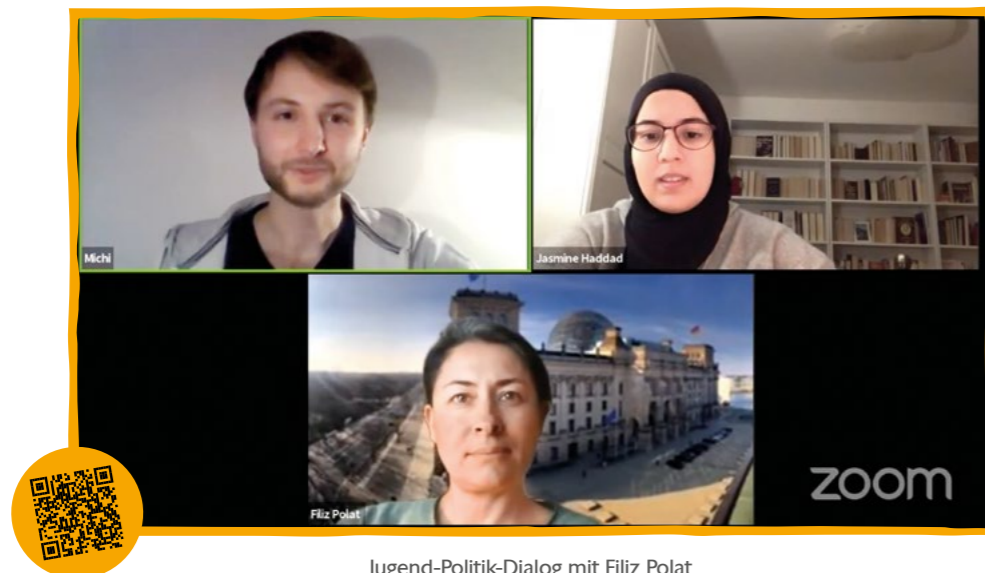 Michi
Jasmine Haddad
Filiz Polat
zoom
Jugend-Politik-Dialog mit Filiz Polat